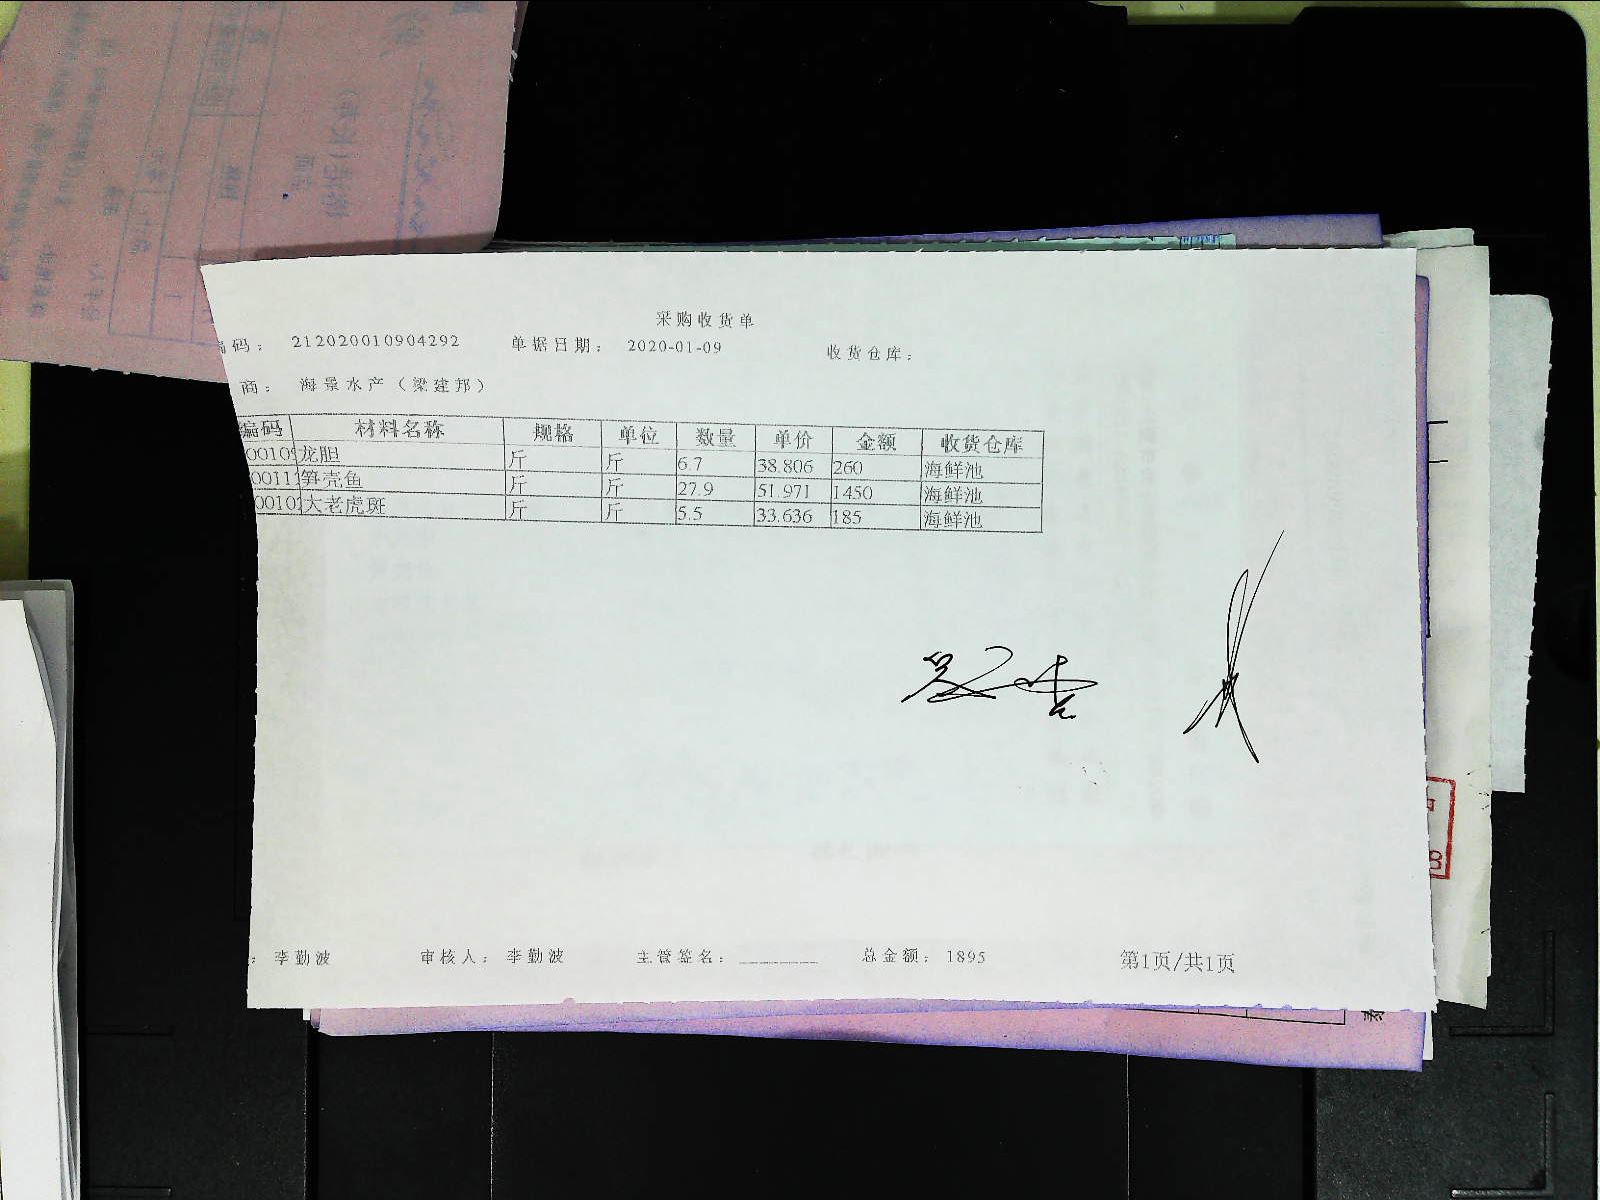 采购收货单
编码： 212020010904292 单据日期： 2020-01-09 收货仓库：
商： 海景水产（梁建邦）
编码 材料名称 规格 单位 数量 单价 金额 收货仓库
00109 龙胆 斤 斤 6.7 38.806 260 海鲜池
0011 笋壳鱼 斤 斤 27.9 51.971 1450 海鲜池
0010 大老虎斑 斤 斤 5.5 33.636 185 海鲜池
： 李勤波 审核人： 李勤波 主管签名： 总金额： 1895 第1页/共1页